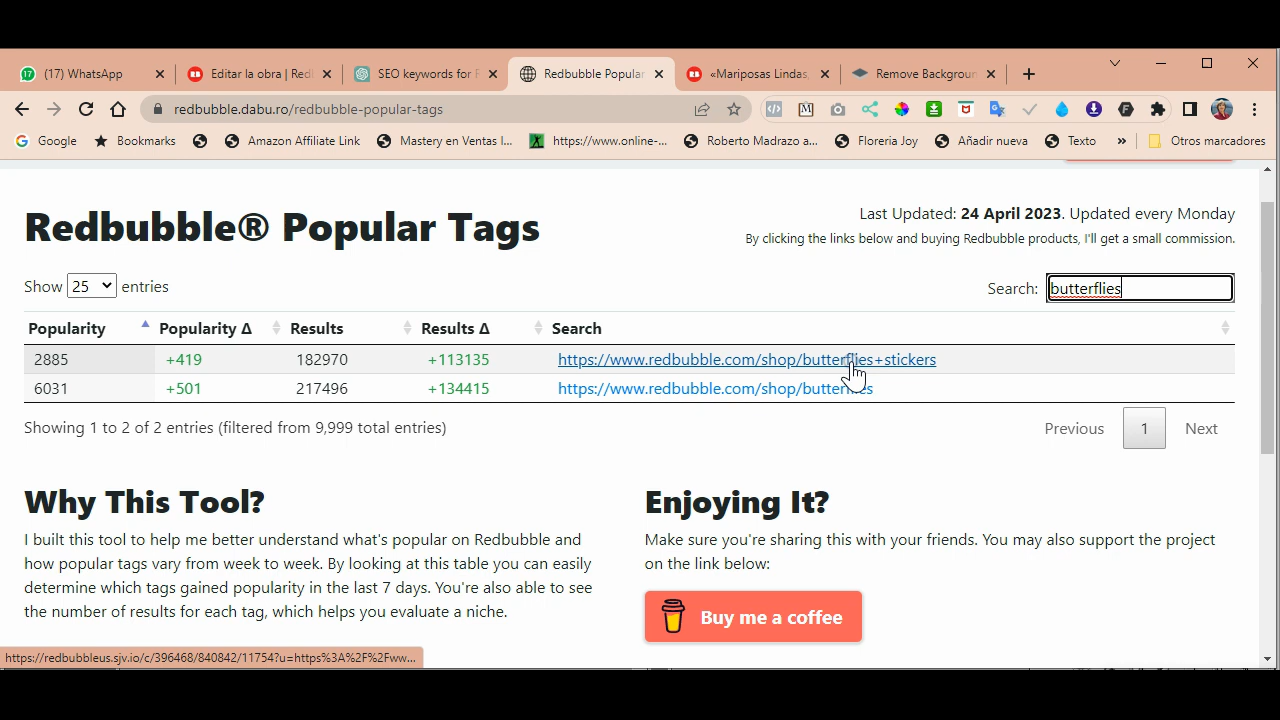 (17) WhatsApp
Editar la obra | Red
SEO keywords for F
Redbubble Popular
«Mariposas Lindas,
Remove Backgroun
redbubble.dabu.ro/redbubble-popular-tags
Google
Bookmarks
Amazon Affiliate Link
Mastery en Ventas I...
https://www.online-...
Roberto Madrazo a...
Floreria Joy
Añadir nueva
Texto
»
Otros marcadores
Redbubble® Popular Tags
Last Updated: 24 April 2023. Updated every Monday
By clicking the links below and buying Redbubble products, I'll get a small commission.
Show 25 entries
Search: butterflies
Popularity Popularity Δ Results Results Δ Search
2885 +419 182970 +113135 https://www.redbubble.com/shop/butterflies+stickers
6031 +501 217496 +134415 https://www.redbubble.com/shop/butterflies
Showing 1 to 2 of 2 entries (filtered from 9,999 total entries)
Previous 1 Next
Why This Tool?
I built this tool to help me better understand what's popular on Redbubble and
how popular tags vary from week to week. By looking at this table you can easily
determine which tags gained popularity in the last 7 days. You're also able to see
the number of results for each tag, which helps you evaluate a niche.
Enjoying It?
Make sure you're sharing this with your friends. You may also support the project
on the link below:
Buy me a coffee
https://redbubbleus.sjv.io/c/396468/840842/11754?u=https%3A%2F%2Fww...